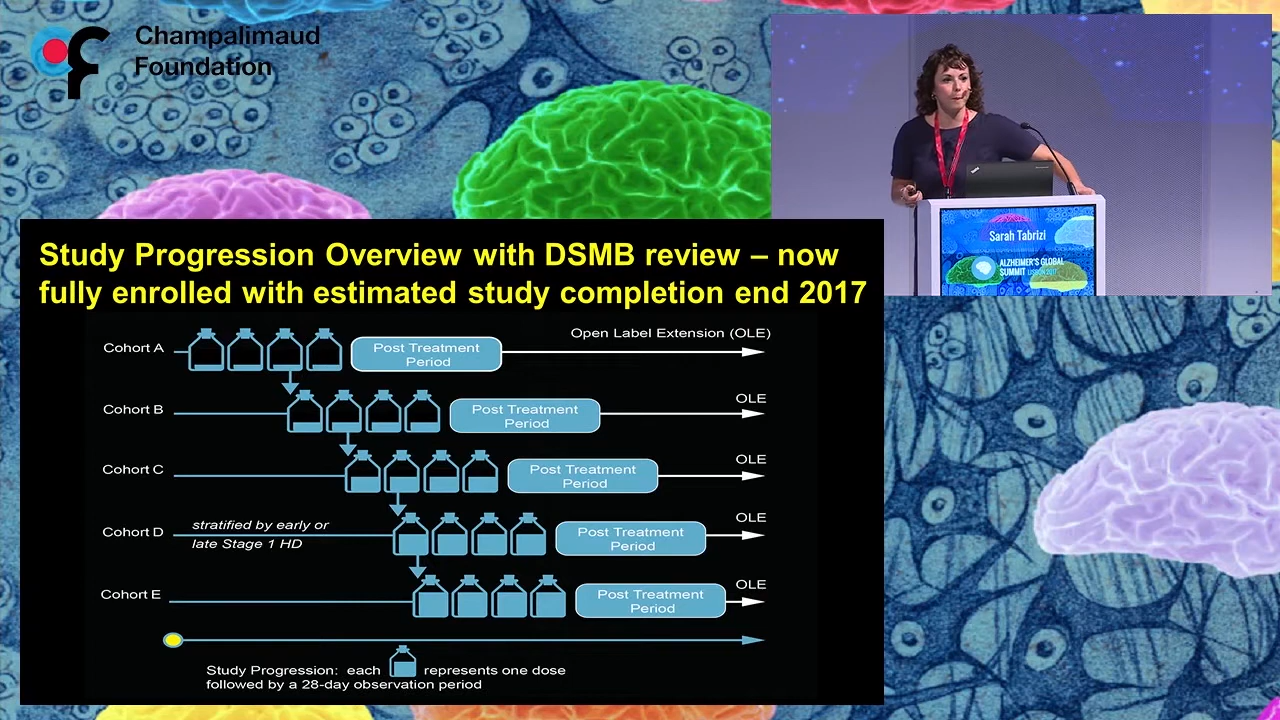 Champalimaud
Foundation
Sarah Tabrizi
ALZHEIMER'S GLOBAL
SUMMIT LISBON 2017
Study Progression Overview with DSMB review – now
fully enrolled with estimated study completion end 2017
Open Label Extension (OLE)
Cohort A
Post Treatment
Period
OLE
Cohort B
Post Treatment
Period
OLE
Cohort C
Post Treatment
Period
OLE
Cohort D
stratified by early or
late Stage 1 HD
Post Treatment
Period
OLE
Cohort E
Post Treatment
Period
Study Progression: each represents one dose
followed by a 28-day observation period